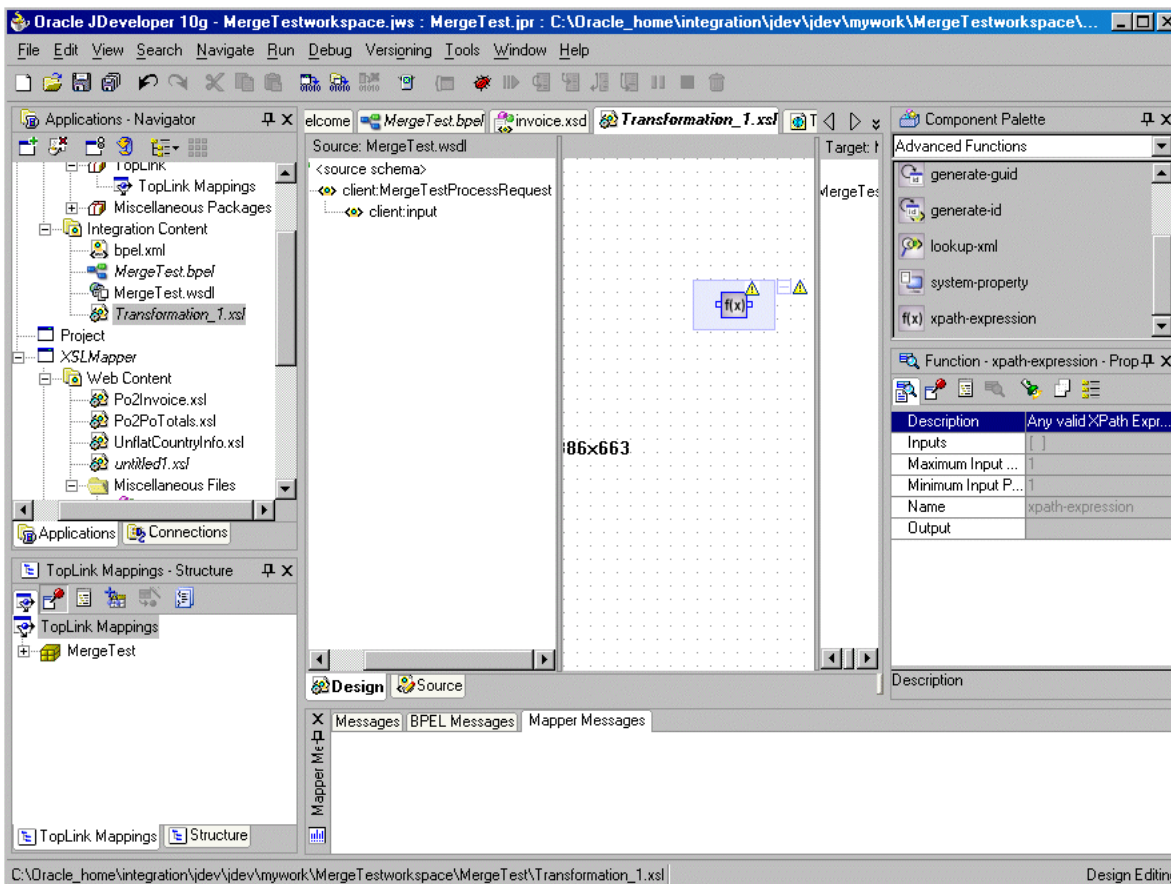 Oracle JDeveloper 10g - MergeTestworkspace.jws : MergeTest.jpr : C:\Oracle_home\integration\jdev\jdev\mywork\MergeTestworkspace\...
File Edit View Search Navigate Run Debug Versioning Tools Window Help
Applications - Navigator
TopLink
TopLink Mappings
Miscellaneous Packages
Integration Content
bpel.xml
MergeTest.bpel
MergeTest.wsdl
Transformation_1.xsl
Project
XSLMapper
Web Content
Po2Invoice.xsl
Po2PoTotals.xsl
UnflatCountryInfo.xsl
untitled1.xsl
Miscellaneous Files
Applications Connections
TopLink Mappings - Structure
TopLink Mappings
MergeTest
TopLink Mappings Structure
elcome MergeTest.bpel invoice.xsd Transformation_1.xsl T
Source: MergeTest.wsdl
<source schema>
client:MergeTestProcessRequest
client:input
f(x)
386x663
Target: M
MergeTes
Design Source
Messages BPEL Messages Mapper Messages
Mapper Me
Component Palette
Advanced Functions
generate-guid
generate-id
lookup-xml
system-property
f(x) xpath-expression
Function - xpath-expression - Prop
Description Any valid XPath Expr...
Inputs [ ]
Maximum Input ... 1
Minimum Input P... 1
Name xpath-expression
Output
Description
C:\Oracle_home\integration\jdev\jdev\mywork\MergeTestworkspace\MergeTest\Transformation_1.xsl
Design Editing